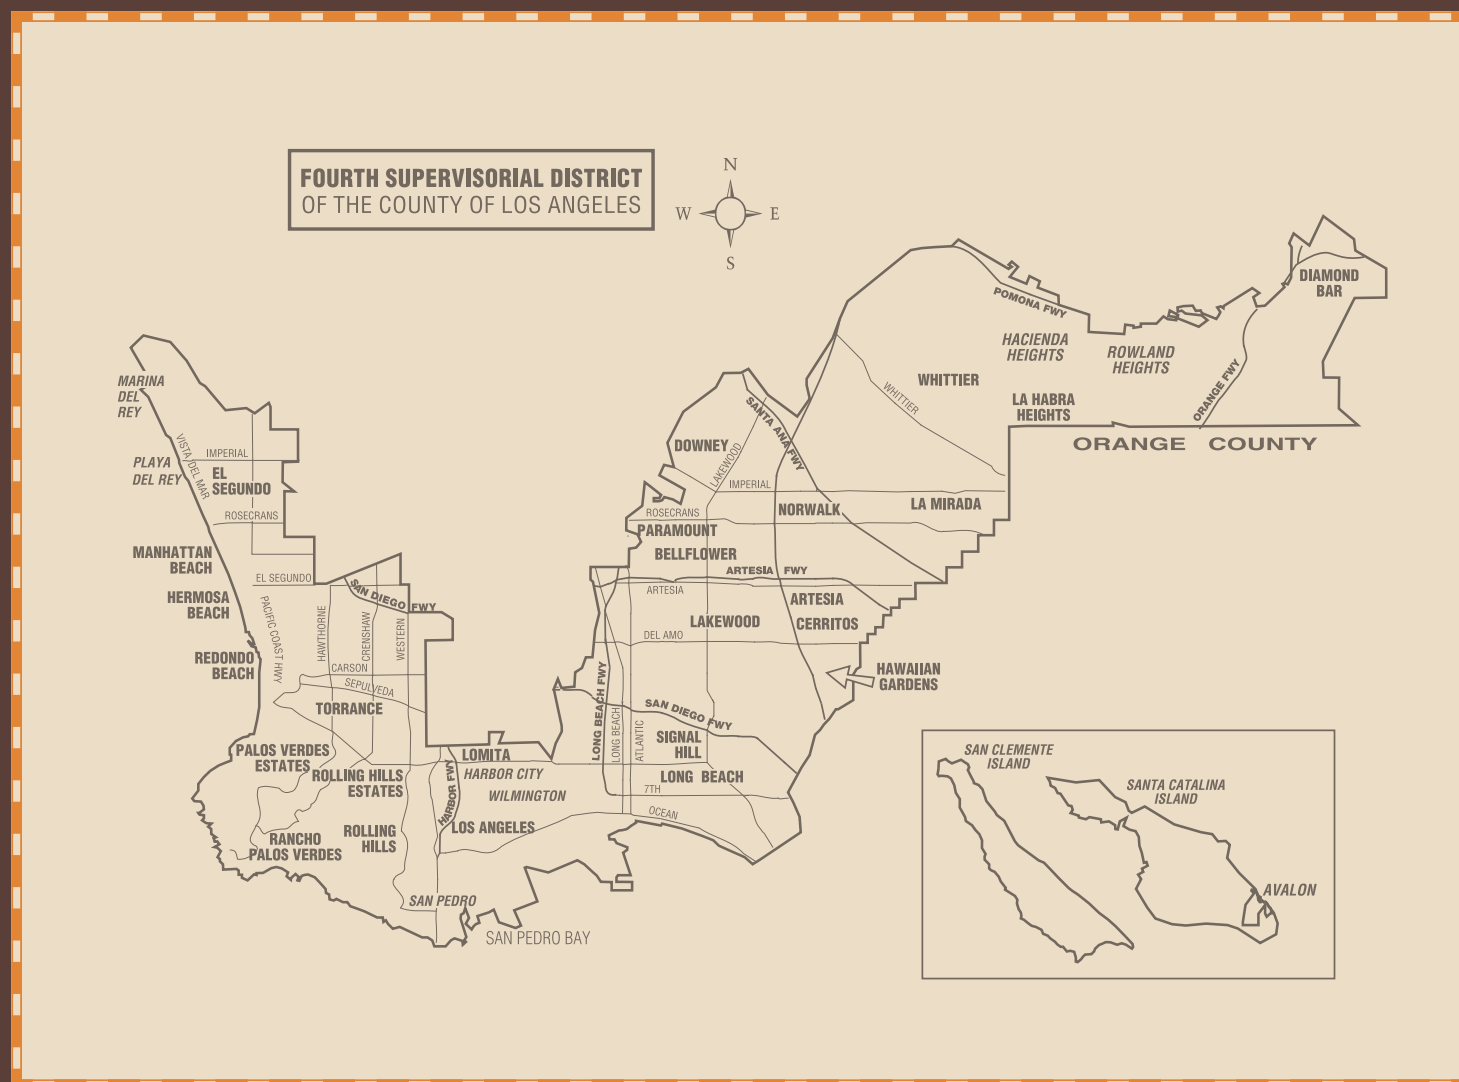 FOURTH SUPERVISORIAL DISTRICT
OF THE COUNTY OF LOS ANGELES
N
W
E
S
DIAMOND
BAR
POMONA FWY
HACIENDA
HEIGHTS
ROWLAND
HEIGHTS
WHITTIER
WHITTIER
ORANGE FWY
LA HABRA
HEIGHTS
ORANGE COUNTY
MARINA
DEL
REY
VISTA DEL MAR
IMPERIAL
PLAYA
DEL REY
EL
SEGUNDO
ROSECRANS
MANHATTAN
BEACH
EL SEGUNDO
SAN DIEGO FWY
HERMOSA
BEACH
PACIFIC COAST HWY
HAWTHORNE
CRENSHAW
WESTERN
REDONDO
BEACH
CARSON
SEPULVEDA
TORRANCE
PALOS VERDES
ESTATES
ROLLING HILLS
ESTATES
RANCHO
PALOS VERDES
ROLLING
HILLS
HARBOR FWY
LOMITA
HARBOR CITY
WILMINGTON
LOS ANGELES
SAN PEDRO
SAN PEDRO BAY
SANTA ANA FWY
DOWNEY
LAKEWOOD
IMPERIAL
ROSECRANS
NORWALK
LA MIRADA
PARAMOUNT
BELLFLOWER
ARTESIA FWY
ARTESIA
ARTESIA
LAKEWOOD
CERRITOS
DEL AMO
HAWAIIAN
GARDENS
LONG BEACH FWY
LONG BEACH
ATLANTIC
SAN DIEGO FWY
SIGNAL
HILL
LONG BEACH
7TH
OCEAN
SAN CLEMENTE
ISLAND
SANTA CATALINA
ISLAND
AVALON